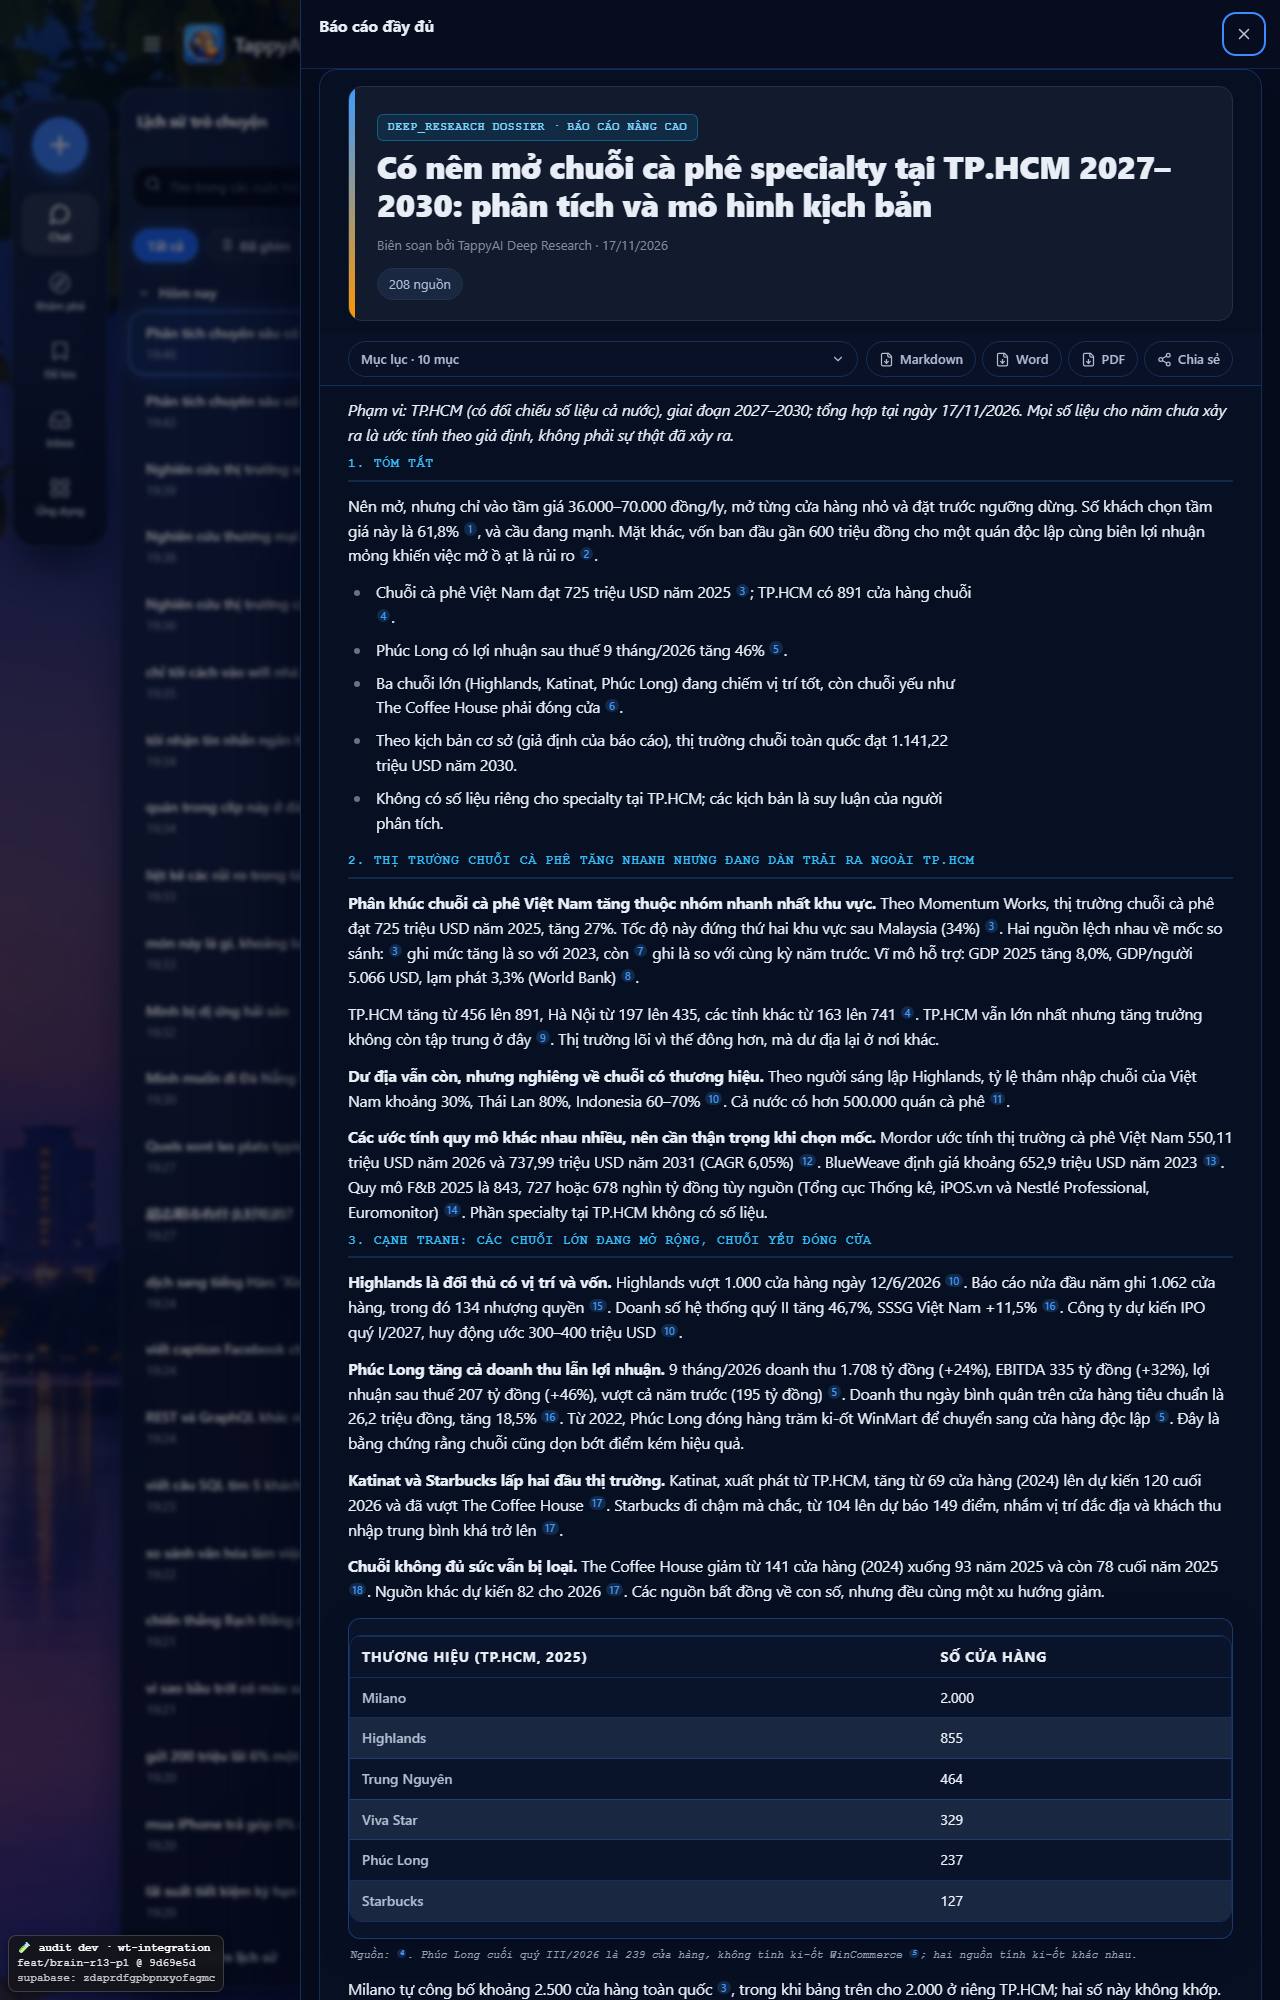 Báo cáo đầy đủ
TappyA
Lịch sử trò chuyện
Tất cả
Đã ghim
Hôm nay
Chat
Khám phá
Đã lưu
Inbox
Ứng dụng
DEEP_RESEARCH DOSSIER · BÁO CÁO NÂNG CAO
Có nên mở chuỗi cà phê specialty tại TP.HCM 2027–
2030: phân tích và mô hình kịch bản
Biên soạn bởi TappyAI Deep Research · 17/11/2026
208 nguồn
Mục lục · 10 mục
Markdown
Word
PDF
Chia sẻ
Phạm vi: TP.HCM (có đối chiếu số liệu cả nước), giai đoạn 2027–2030; tổng hợp tại ngày 17/11/2026. Mọi số liệu cho năm chưa xảy
ra là ước tính theo giả định, không phải sự thật đã xảy ra.
1. TÓM TẮT
Nên mở, nhưng chỉ vào tầm giá 36.000–70.000 đồng/ly, mở từng cửa hàng nhỏ và đặt trước ngưỡng dừng. Số khách chọn tầm
giá này là 61,8% 1, và cầu đang mạnh. Mặt khác, vốn ban đầu gần 600 triệu đồng cho một quán độc lập cùng biên lợi nhuận
mỏng khiến việc mở ồ ạt là rủi ro 2.
Chuỗi cà phê Việt Nam đạt 725 triệu USD năm 2025 3; TP.HCM có 891 cửa hàng chuỗi
4.
Phúc Long có lợi nhuận sau thuế 9 tháng/2026 tăng 46% 5.
Ba chuỗi lớn (Highlands, Katinat, Phúc Long) đang chiếm vị trí tốt, còn chuỗi yếu như
The Coffee House phải đóng cửa 6.
Theo kịch bản cơ sở (giả định của báo cáo), thị trường chuỗi toàn quốc đạt 1.141,22
triệu USD năm 2030.
Không có số liệu riêng cho specialty tại TP.HCM; các kịch bản là suy luận của người
phân tích.
2. THỊ TRƯỜNG CHUỖI CÀ PHÊ TĂNG NHANH NHƯNG ĐANG DÀN TRẢI RA NGOÀI TP.HCM
Phân khúc chuỗi cà phê Việt Nam tăng thuộc nhóm nhanh nhất khu vực. Theo Momentum Works, thị trường chuỗi cà phê
đạt 725 triệu USD năm 2025, tăng 27%. Tốc độ này đứng thứ hai khu vực sau Malaysia (34%) 3. Hai nguồn lệch nhau về mốc so
sánh: 3 ghi mức tăng là so với 2023, còn 7 ghi là so với cùng kỳ năm trước. Vĩ mô hỗ trợ: GDP 2025 tăng 8,0%, GDP/người
5.066 USD, lạm phát 3,3% (World Bank) 8.
TP.HCM tăng từ 456 lên 891, Hà Nội từ 197 lên 435, các tỉnh khác từ 163 lên 741 4. TP.HCM vẫn lớn nhất nhưng tăng trưởng
không còn tập trung ở đây 9. Thị trường lõi vì thế đông hơn, mà dư địa lại ở nơi khác.
Dư địa vẫn còn, nhưng nghiêng về chuỗi có thương hiệu. Theo người sáng lập Highlands, tỷ lệ thâm nhập chuỗi của Việt
Nam khoảng 30%, Thái Lan 80%, Indonesia 60–70% 10. Cả nước có hơn 500.000 quán cà phê 11.
Các ước tính quy mô khác nhau nhiều, nên cần thận trọng khi chọn mốc. Mordor ước tính thị trường cà phê Việt Nam 550,11
triệu USD năm 2026 và 737,99 triệu USD năm 2031 (CAGR 6,05%) 12. BlueWeave định giá khoảng 652,9 triệu USD năm 2023 13.
Quy mô F&B 2025 là 843, 727 hoặc 678 nghìn tỷ đồng tùy nguồn (Tổng cục Thống kê, iPOS.vn và Nestlé Professional,
Euromonitor) 14. Phần specialty tại TP.HCM không có số liệu.
3. CẠNH TRANH: CÁC CHUỖI LỚN ĐANG MỞ RỘNG, CHUỖI YẾU ĐÓNG CỬA
Highlands là đối thủ có vị trí và vốn. Highlands vượt 1.000 cửa hàng ngày 12/6/2026 10. Báo cáo nửa đầu năm ghi 1.062 cửa
hàng, trong đó 134 nhượng quyền 15. Doanh số hệ thống quý II tăng 46,7%, SSSG Việt Nam +11,5% 16. Công ty dự kiến IPO
quý I/2027, huy động ước 300–400 triệu USD 10.
Phúc Long tăng cả doanh thu lẫn lợi nhuận. 9 tháng/2026 doanh thu 1.708 tỷ đồng (+24%), EBITDA 335 tỷ đồng (+32%), lợi
nhuận sau thuế 207 tỷ đồng (+46%), vượt cả năm trước (195 tỷ đồng) 5. Doanh thu ngày bình quân trên cửa hàng tiêu chuẩn là
26,2 triệu đồng, tăng 18,5% 16. Từ 2022, Phúc Long đóng hàng trăm ki-ốt WinMart để chuyển sang cửa hàng độc lập 5. Đây là
bằng chứng rằng chuỗi cũng dọn bớt điểm kém hiệu quả.
Katinat và Starbucks lấp hai đầu thị trường. Katinat, xuất phát từ TP.HCM, tăng từ 69 cửa hàng (2024) lên dự kiến 120 cuối
2026 và đã vượt The Coffee House 17. Starbucks đi chậm mà chắc, từ 104 lên dự báo 149 điểm, nhắm vị trí đắc địa và khách thu
nhập trung bình khá trở lên 17.
Chuỗi không đủ sức vẫn bị loại. The Coffee House giảm từ 141 cửa hàng (2024) xuống 93 năm 2025 và còn 78 cuối năm 2025
18. Nguồn khác dự kiến 82 cho 2026 17. Các nguồn bất đồng về con số, nhưng đều cùng một xu hướng giảm.
THƯƠNG HIỆU (TP.HCM, 2025) SỐ CỬA HÀNG
Milano 2.000
Highlands 855
Trung Nguyên 464
Viva Star 329
Phúc Long 237
Starbucks 127
Nguồn: 4. Phúc Long cuối quý III/2026 là 239 cửa hàng, không tính ki-ốt WinCommerce 5; hai nguồn tính ki-ốt khác nhau.
Milano tự công bố khoảng 2.500 cửa hàng toàn quốc 3, trong khi bảng trên cho 2.000 ở riêng TP.HCM; hai số này không khớp.
audit dev · wt-integration
feat/brain-r13-p1 @ 9d69e5d
supabase: zdaprdfgpbpnxyofagmc